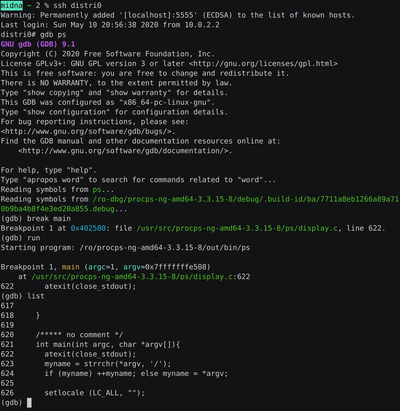 midna ~ 2 % ssh distri0
Warning: Permanently added '[localhost]:5555' (ECDSA) to the list of known hosts.
Last login: Sun May 10 20:56:38 2020 from 10.0.2.2
distri0# gdb ps
GNU gdb (GDB) 9.1
Copyright (C) 2020 Free Software Foundation, Inc.
License GPLv3+: GNU GPL version 3 or later <http://gnu.org/licenses/gpl.html>
This is free software: you are free to change and redistribute it.
There is NO WARRANTY, to the extent permitted by law.
Type "show copying" and "show warranty" for details.
This GDB was configured as "x86_64-pc-linux-gnu".
Type "show configuration" for configuration details.
For bug reporting instructions, please see:
<http://www.gnu.org/software/gdb/bugs/>.
Find the GDB manual and other documentation resources online at:
    <http://www.gnu.org/software/gdb/documentation/>.

For help, type "help".
Type "apropos word" to search for commands related to "word"...
Reading symbols from ps...
Reading symbols from /ro-dbg/procps-ng-amd64-3.3.15-8/debug/.build-id/ba/7711a8eb1266a89a71
0b9ba4b8f4e3ed20a855.debug...
(gdb) break main
Breakpoint 1 at 0x402580: file /usr/src/procps-ng-amd64-3.3.15-8/ps/display.c, line 622.
(gdb) run
Starting program: /ro/procps-ng-amd64-3.3.15-8/out/bin/ps

Breakpoint 1, main (argc=1, argv=0x7fffffffe508)
    at /usr/src/procps-ng-amd64-3.3.15-8/ps/display.c:622
622       atexit(close_stdout);
(gdb) list
617
618     }
619
620     /***** no comment */
621     int main(int argc, char *argv[]){
622       atexit(close_stdout);
623       myname = strrchr(*argv, '/');
624       if (myname) ++myname; else myname = *argv;
625
626       setlocale (LC_ALL, "");
(gdb)